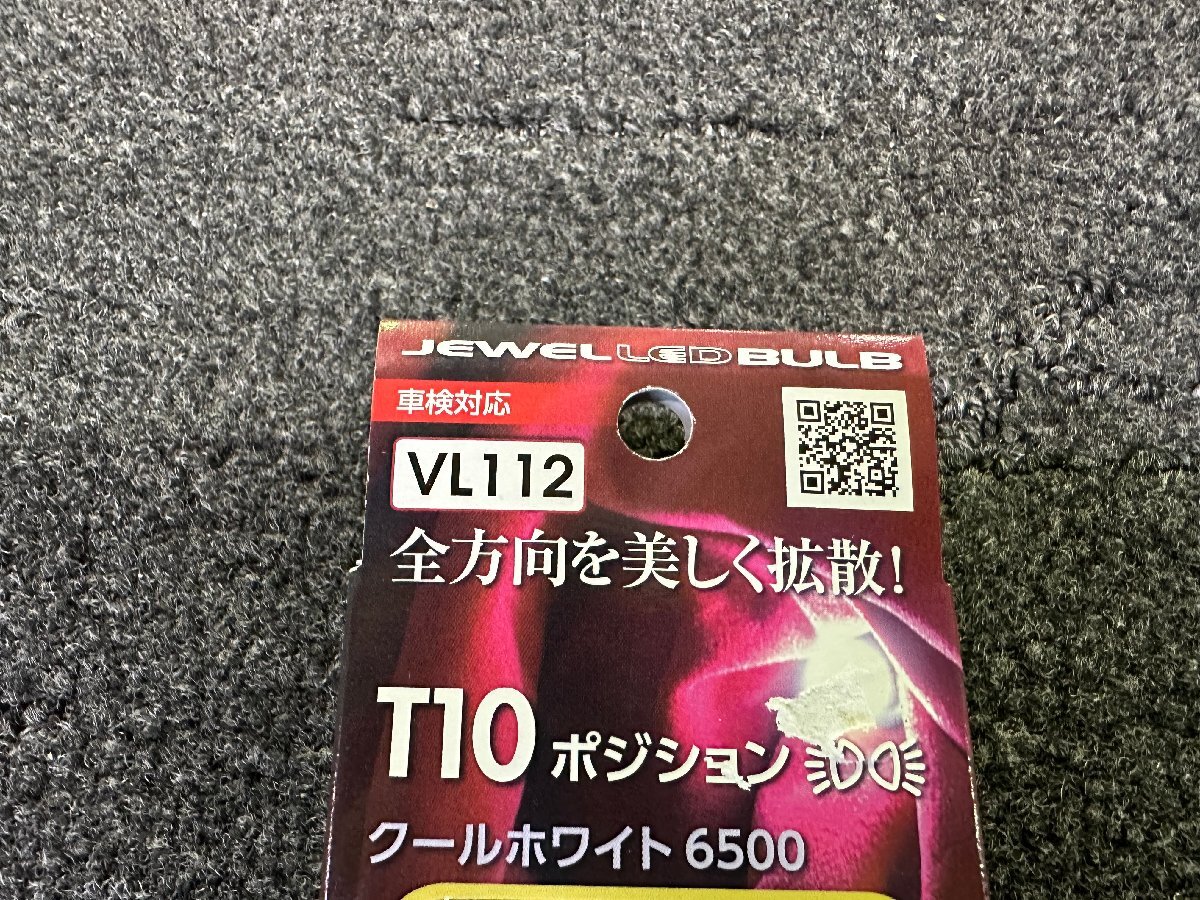 JEWEL LED BULB
車検対応
VL112
全方向を美しく拡散!
T10 ポジション
クールホワイト 6500